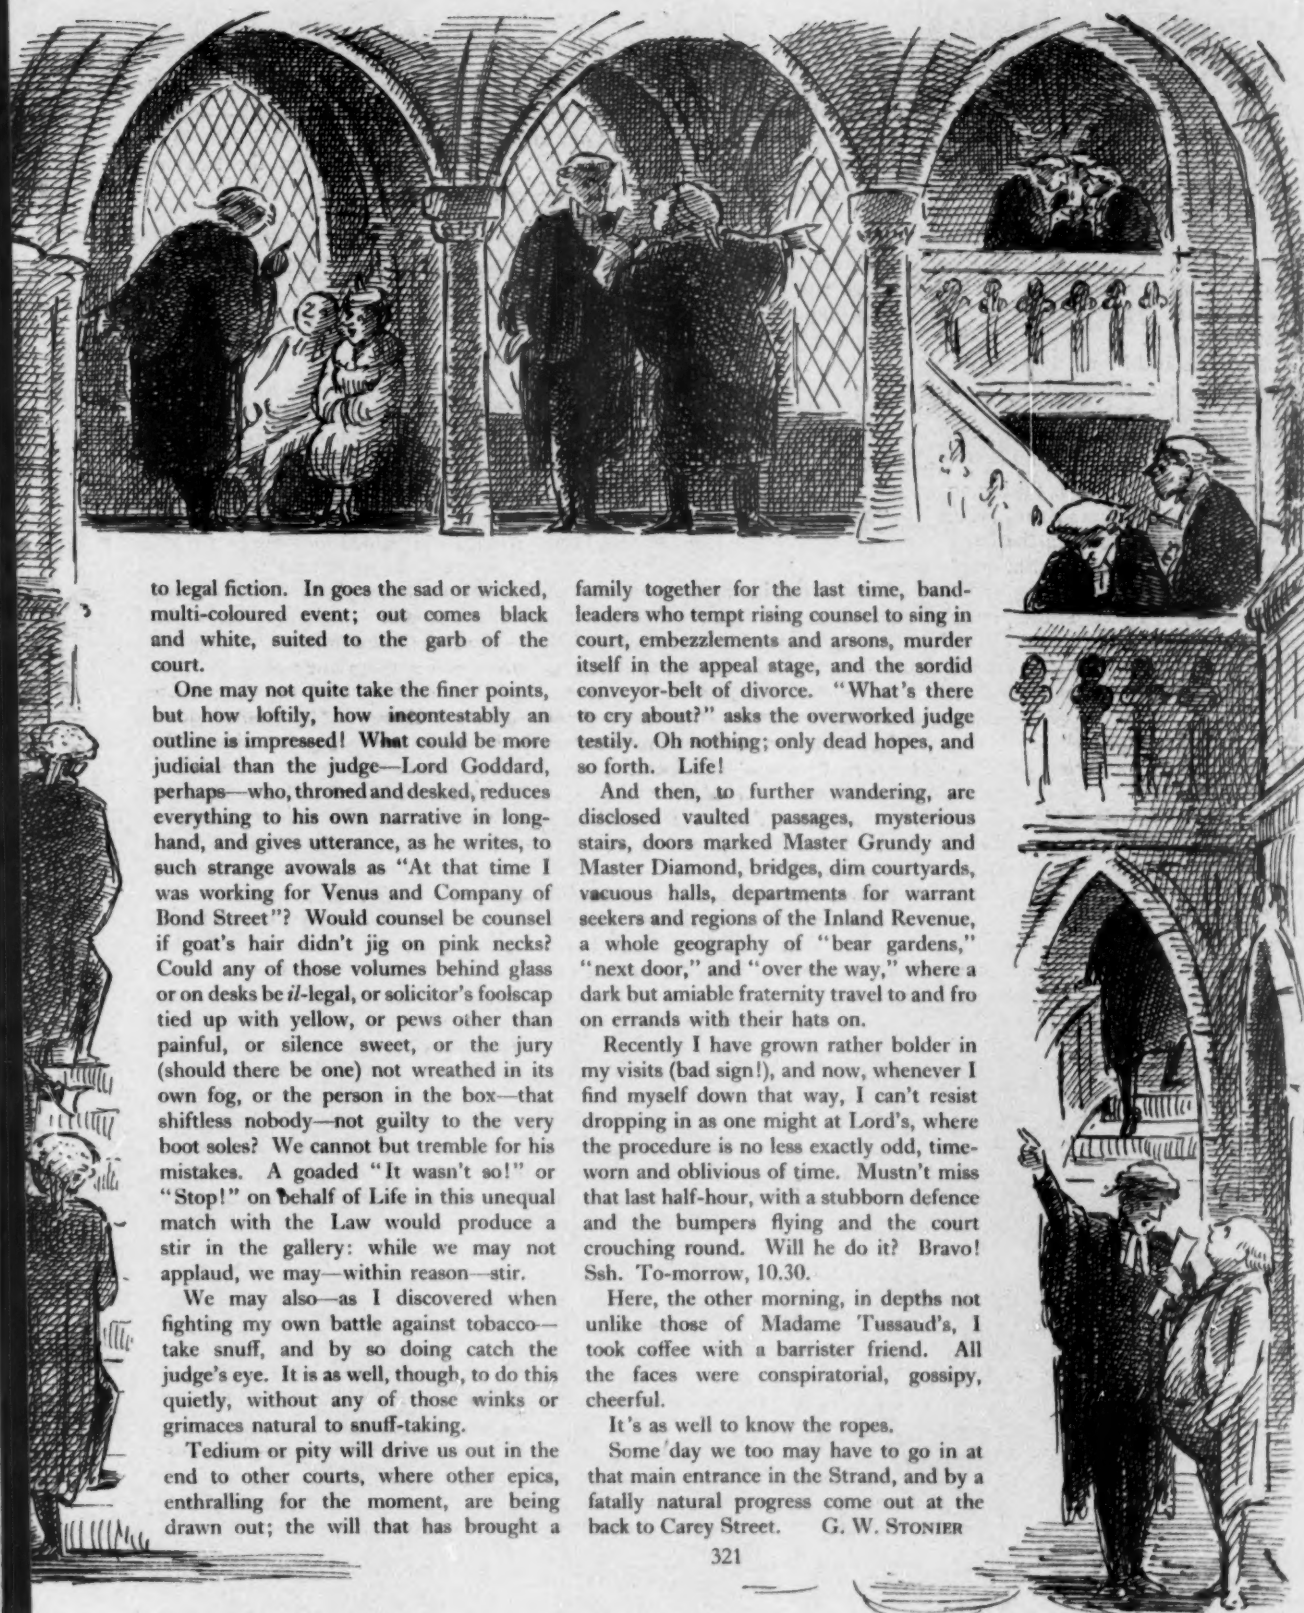 to legal fiction. In goes the sad or wicked,
multi-coloured event; out comes black
and white, suited to the garb of the
court.
One may not quite take the finer points,
but how loftily, how incontestably an
outline is impressed! What could be more
judicial than the judge—Lord Goddard,
perhaps—who, throned and desked, reduces
everything to his own narrative in long-
hand, and gives utterance, as he writes, to
such strange avowals as "At that time I
was working for Venus and Company of
Bond Street"? Would counsel be counsel
if goat's hair didn't jig on pink necks?
Could any of those volumes behind glass
or on desks be il-legal, or solicitor's foolscap
tied up with yellow, or pews other than
painful, or silence sweet, or the jury
(should there be one) not wreathed in its
own fog, or the person in the box—that
shiftless nobody—not guilty to the very
boot soles? We cannot but tremble for his
mistakes. A goaded "It wasn't so!" or
"Stop!" on behalf of Life in this unequal
match with the Law would produce a
stir in the gallery: while we may not
applaud, we may—within reason—stir.
We may also—as I discovered when
fighting my own battle against tobacco—
take snuff, and by so doing catch the
judge's eye. It is as well, though, to do this
quietly, without any of those winks or
grimaces natural to snuff-taking.
Tedium or pity will drive us out in the
end to other courts, where other epics,
enthralling for the moment, are being
drawn out; the will that has brought a
family together for the last time, band-
leaders who tempt rising counsel to sing in
court, embezzlements and arsons, murder
itself in the appeal stage, and the sordid
conveyor-belt of divorce. "What's there
to cry about?" asks the overworked judge
testily. Oh nothing; only dead hopes, and
so forth. Life!
And then, to further wandering, are
disclosed vaulted passages, mysterious
stairs, doors marked Master Grundy and
Master Diamond, bridges, dim courtyards,
vacuous halls, departments for warrant
seekers and regions of the Inland Revenue,
a whole geography of "bear gardens,"
"next door," and "over the way," where a
dark but amiable fraternity travel to and fro
on errands with their hats on.
Recently I have grown rather bolder in
my visits (bad sign!), and now, whenever I
find myself down that way, I can't resist
dropping in as one might at Lord's, where
the procedure is no less exactly odd, time-
worn and oblivious of time. Mustn't miss
that last half-hour, with a stubborn defence
and the bumpers flying and the court
crouching round. Will he do it? Bravo!
Ssh. To-morrow, 10.30.
Here, the other morning, in depths not
unlike those of Madame Tussaud's, I
took coffee with a barrister friend. All
the faces were conspiratorial, gossipy,
cheerful.
It's as well to know the ropes.
Some day we too may have to go in at
that main entrance in the Strand, and by a
fatally natural progress come out at the
back to Carey Street. G. W. STONIER
321